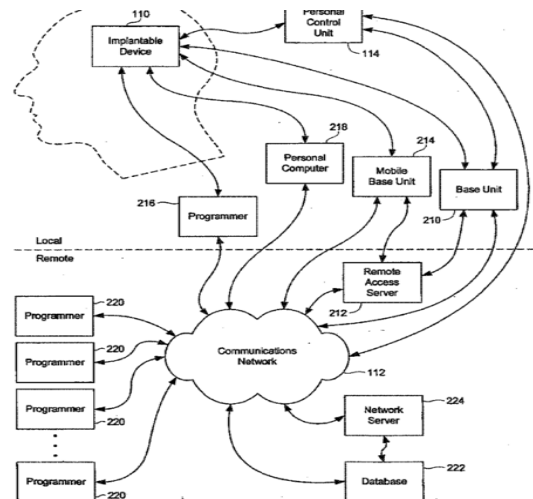 110
Implantable
Device
Personal
Control
Unit
114
218
Personal
Computer
214
Mobile
Base Unit
Base Unit
210
216
Programmer
Local
Remote
Remote
Access
Server
212
220
Programmer
220
Programmer
220
Programmer
220
Programmer
Communications
Network
112
224
Network
Server
222
Database